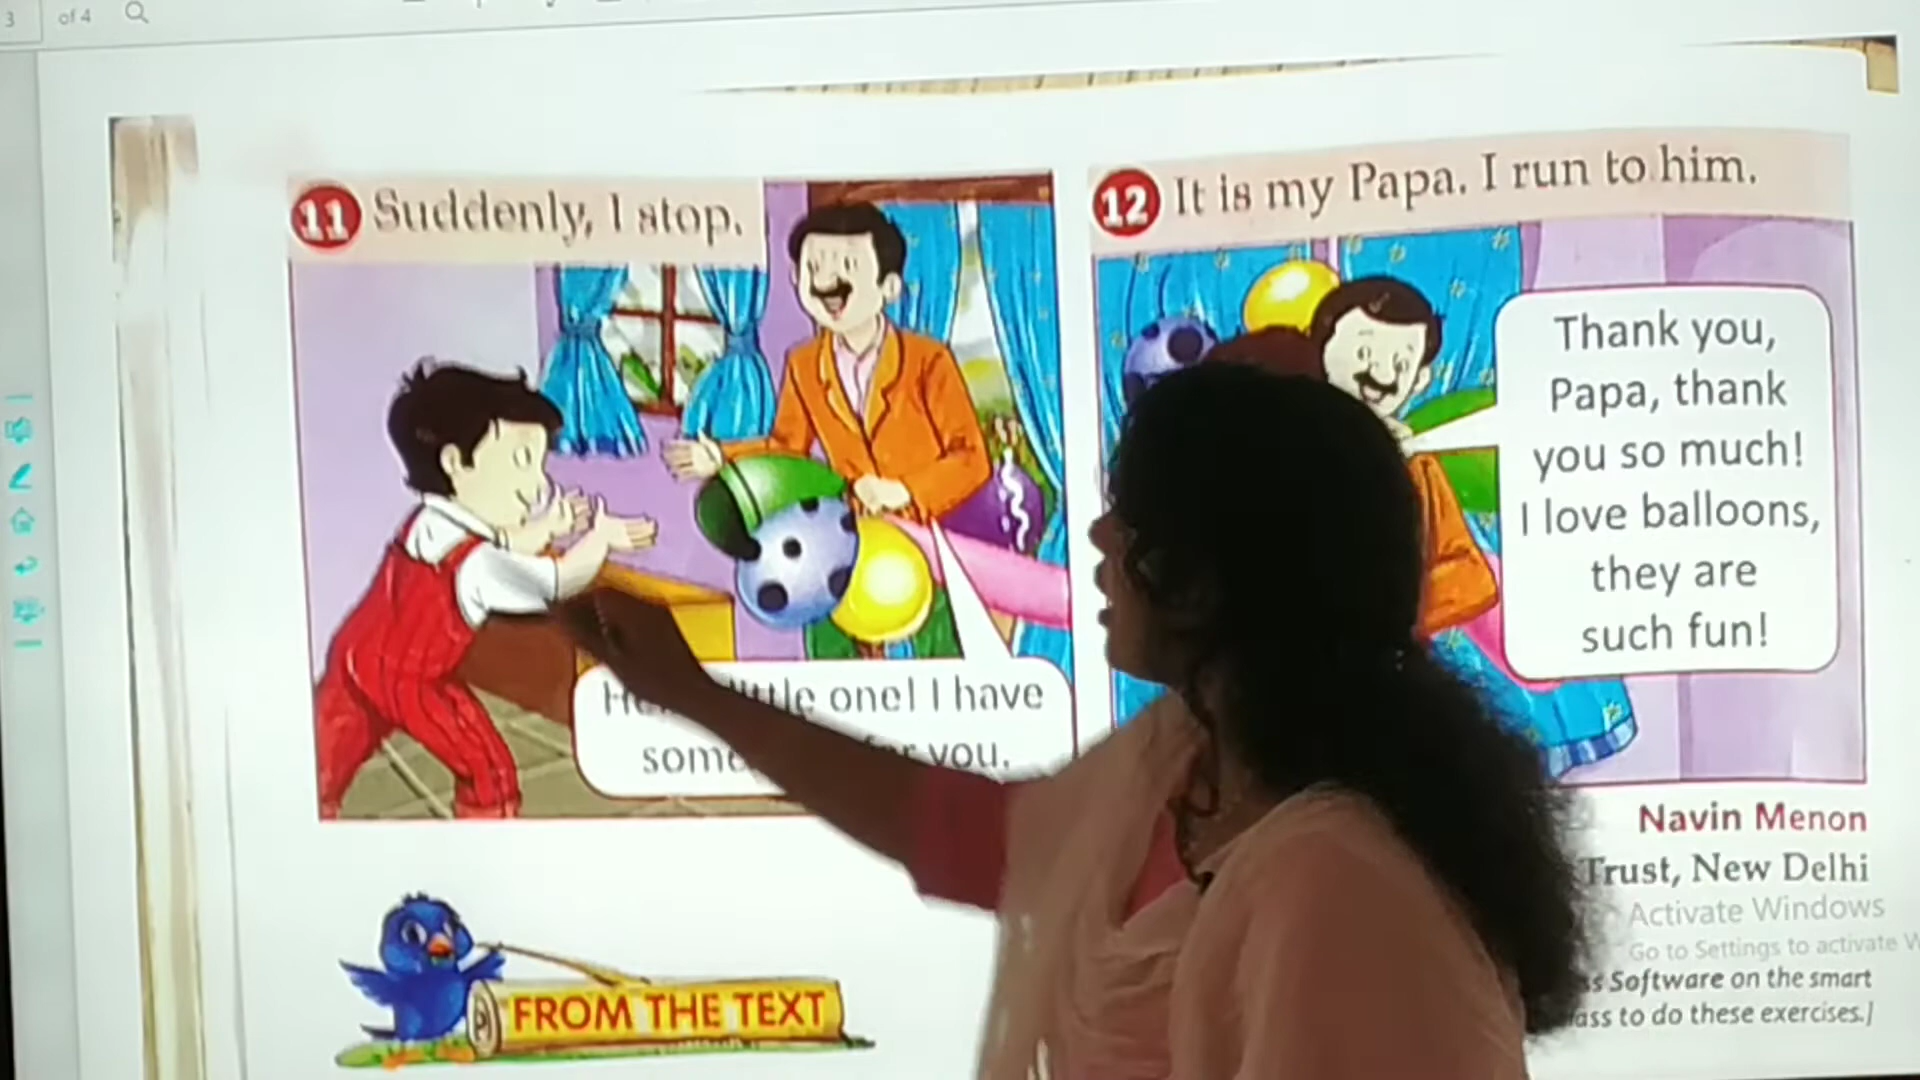 3 of 4
11 Suddenly, I stop.
little one! I have
you.
12 It is my Papa. I run to him.
Thank you,
Papa, thank
you so much!
I love balloons,
they are
such fun!
Navin Menon
Trust, New Delhi
Activate Windows
Go to Settings to activate
Software on the smart
to do these exercises.]
FROM THE TEXT